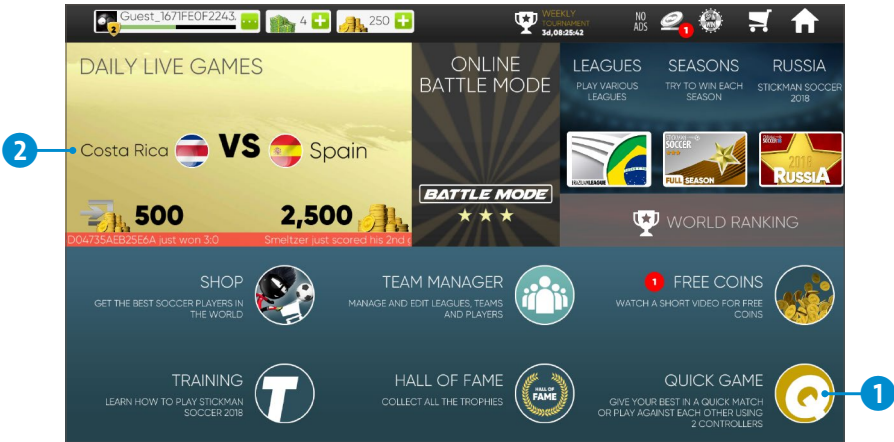 Guest_1671FE0F2243.
2
4
250
WEEKLY
TOURNAMENT
3d,08:25:42
NO
ADS
1
WIN
DAILY LIVE GAMES
Costa Rica VS Spain
500 2,500
D04735AEB25E6A just won 3:0 Smeltzer just scored his 2nd
ONLINE
BATTLE MODE
BATTLE MODE
LEAGUES
PLAY VARIOUS
LEAGUES
SEASONS
TRY TO WIN EACH
SEASON
RUSSIA
STICKMAN SOCCER
2018
STICKMAN
SOCCER
FULL SEASON
SOCCER
2018
RUSSIA
WORLD RANKING
SHOP
GET THE BEST SOCCER PLAYERS IN
THE WORLD
TEAM MANAGER
MANAGE AND EDIT LEAGUES, TEAMS
AND PLAYERS
1
FREE COINS
WATCH A SHORT VIDEO FOR FREE
COINS
TRAINING
LEARN HOW TO PLAY STICKMAN
SOCCER 2018
T
HALL OF FAME
COLLECT ALL THE TROPHIES
HALL OF
FAME
QUICK GAME
GIVE YOUR BEST IN A QUICK MATCH
OR PLAY AGAINST EACH OTHER USING
2 CONTROLLERS
Q
2
1